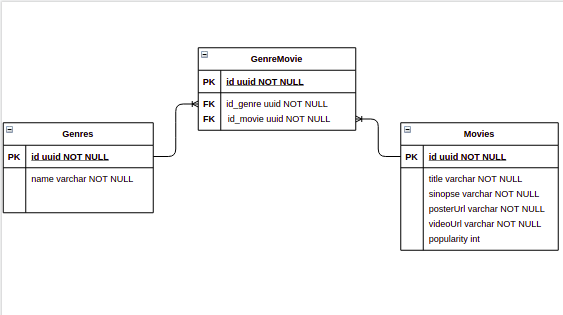 GenreMovie
PK id uuid NOT NULL
FK id_genre uuid NOT NULL
FK id_movie uuid NOT NULL
Genres
PK id uuid NOT NULL
name varchar NOT NULL
Movies
PK id uuid NOT NULL
title varchar NOT NULL
sinopse varchar NOT NULL
posterUrl varchar NOT NULL
videoUrl varchar NOT NULL
popularity int